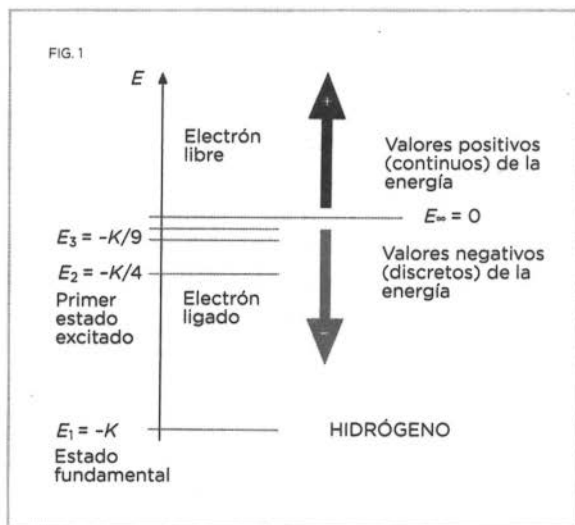 FIG. 1
E
Electrón
libre
+
Valores positivos
(continuos) de la
energía
E∞ = 0
E₃ = -K/9
E₂ = -K/4
Primer
estado
excitado
Electrón
ligado
Valores negativos
(discretos) de la
energía
−
E₁ = -K
Estado
fundamental
HIDRÓGENO